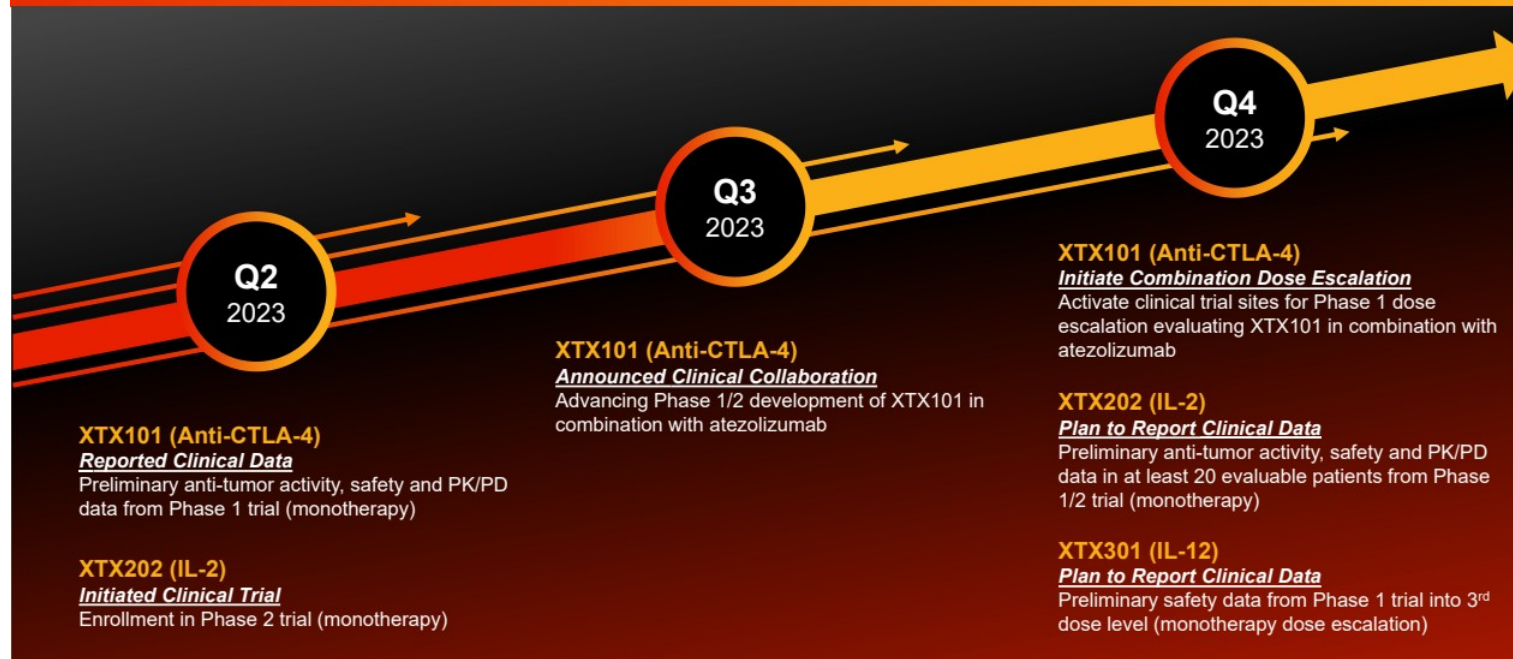 Q2
2023
XTX101 (Anti-CTLA-4)
Reported Clinical Data
Preliminary anti-tumor activity, safety and PK/PD
data from Phase 1 trial (monotherapy)
XTX202 (IL-2)
Initiated Clinical Trial
Enrollment in Phase 2 trial (monotherapy)
Q3
2023
XTX101 (Anti-CTLA-4)
Announced Clinical Collaboration
Advancing Phase 1/2 development of XTX101 in
combination with atezolizumab
Q4
2023
XTX101 (Anti-CTLA-4)
Initiate Combination Dose Escalation
Activate clinical trial sites for Phase 1 dose
escalation evaluating XTX101 in combination with
atezolizumab
XTX202 (IL-2)
Plan to Report Clinical Data
Preliminary anti-tumor activity, safety and PK/PD
data in at least 20 evaluable patients from Phase
1/2 trial (monotherapy)
XTX301 (IL-12)
Plan to Report Clinical Data
Preliminary safety data from Phase 1 trial into 3rd
dose level (monotherapy dose escalation)